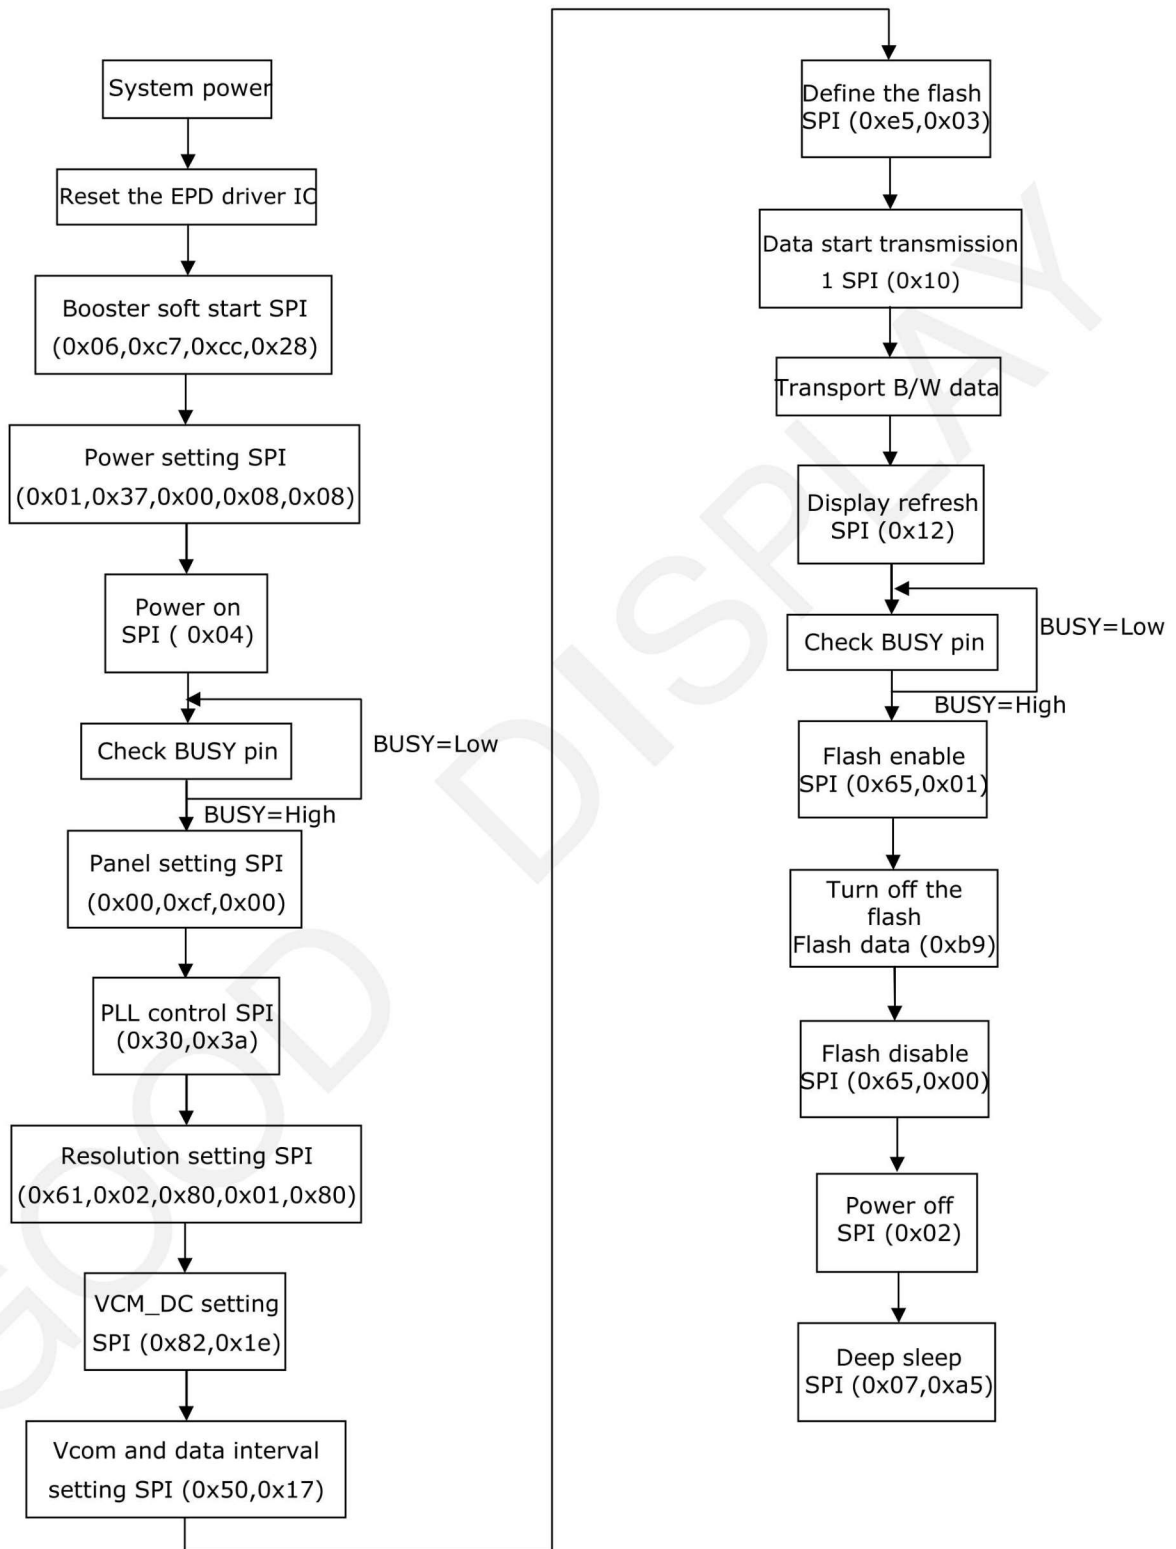 System power
Reset the EPD driver IC
Booster soft start SPI
(0x06,0xc7,0xcc,0x28)
Power setting SPI
(0x01,0x37,0x00,0x08,0x08)
Power on
SPI ( 0x04)
Check BUSY pin
BUSY=Low
BUSY=High
Panel setting SPI
(0x00,0xcf,0x00)
PLL control SPI
(0x30,0x3a)
Resolution setting SPI
(0x61,0x02,0x80,0x01,0x80)
VCM_DC setting
SPI (0x82,0x1e)
Vcom and data interval
setting SPI (0x50,0x17)
Define the flash
SPI (0xe5,0x03)
Data start transmission
1 SPI (0x10)
Transport B/W data
Display refresh
SPI (0x12)
Check BUSY pin
BUSY=Low
BUSY=High
Flash enable
SPI (0x65,0x01)
Turn off the
flash
Flash data (0xb9)
Flash disable
SPI (0x65,0x00)
Power off
SPI (0x02)
Deep sleep
SPI (0x07,0xa5)
GOOD DISPLAY